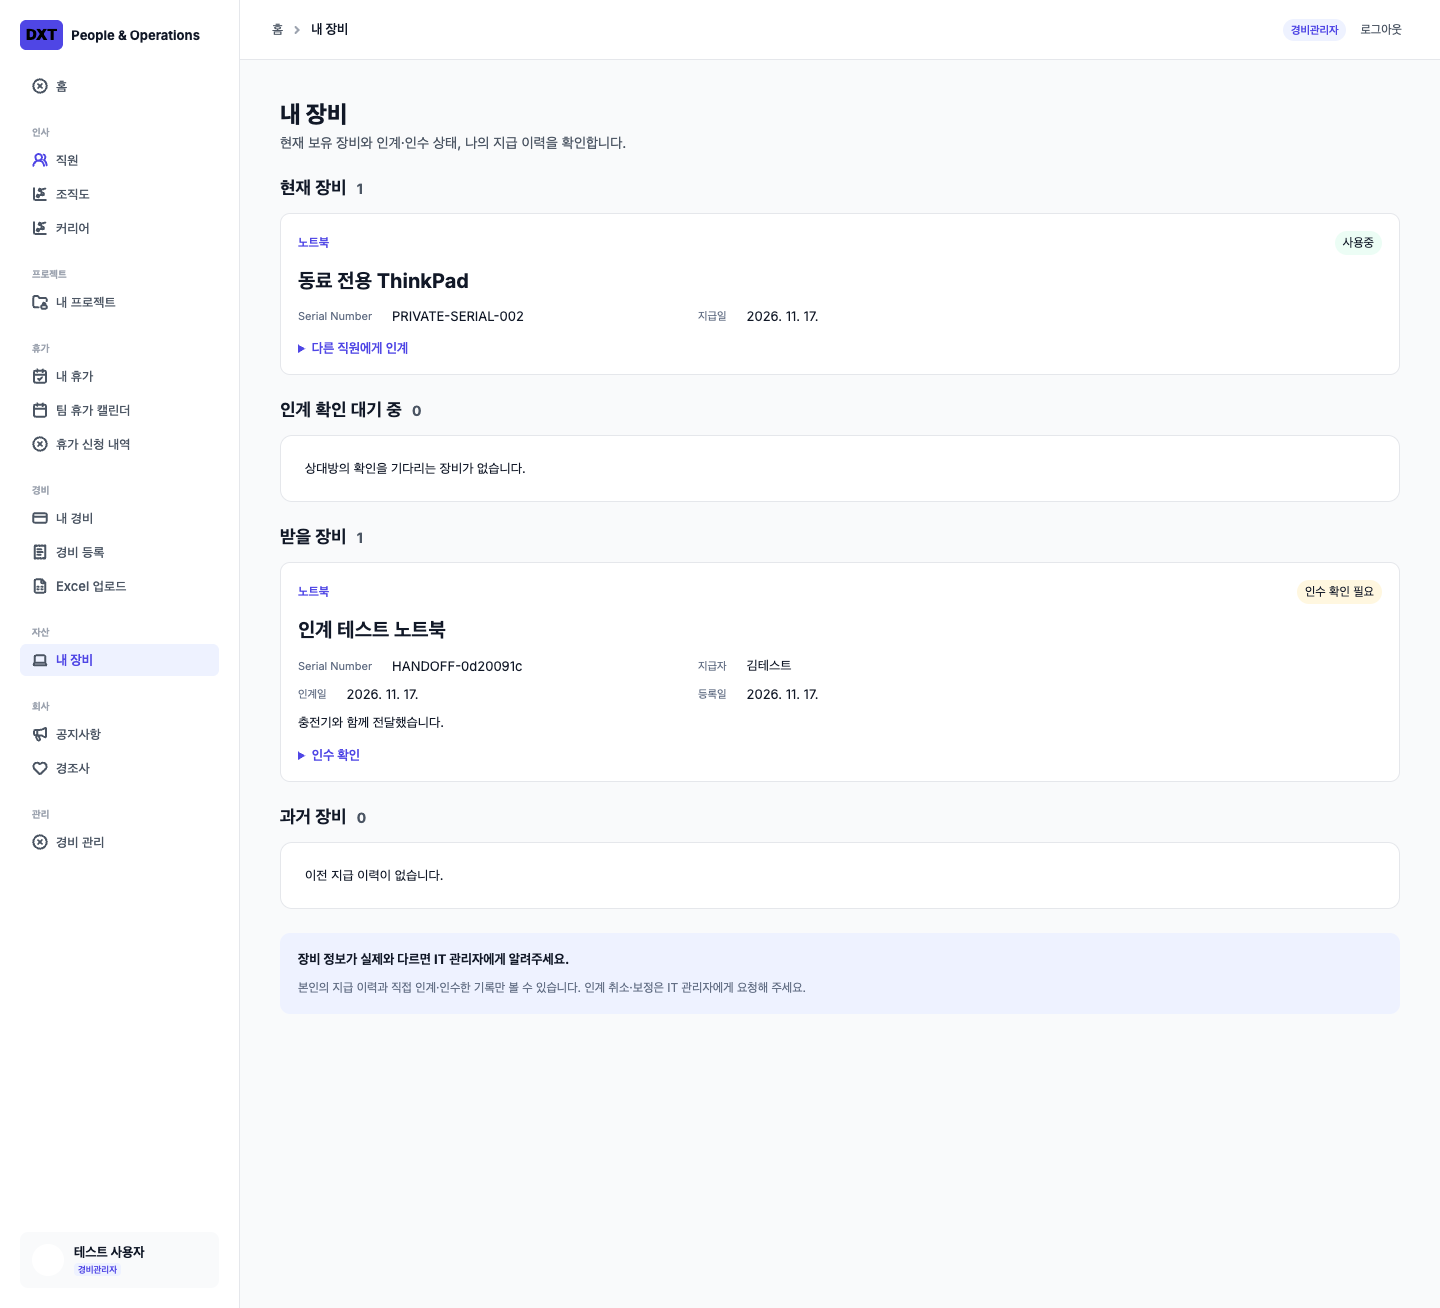 DXT People & Operations
홈
인사
직원
조직도
커리어
프로젝트
내 프로젝트
휴가
내 휴가
팀 휴가 캘린더
휴가 신청 내역
경비
내 경비
경비 등록
Excel 업로드
자산
내 장비
회사
공지사항
경조사
관리
경비 관리
테스트 사용자
경비관리자
홈 > 내 장비
경비관리자 로그아웃
내 장비
현재 보유 장비와 인계·인수 상태, 나의 지급 이력을 확인합니다.
현재 장비 1
노트북 사용중
동료 전용 ThinkPad
Serial Number PRIVATE-SERIAL-002 지급일 2026. 11. 17.
▶ 다른 직원에게 인계
인계 확인 대기 중 0
상대방의 확인을 기다리는 장비가 없습니다.
받을 장비 1
노트북 인수 확인 필요
인계 테스트 노트북
Serial Number HANDOFF-0d20091c 지급자 김테스트
인계일 2026. 11. 17. 등록일 2026. 11. 17.
충전기와 함께 전달했습니다.
▶ 인수 확인
과거 장비 0
이전 지급 이력이 없습니다.
장비 정보가 실제와 다르면 IT 관리자에게 알려주세요.
본인의 지급 이력과 직접 인계·인수한 기록만 볼 수 있습니다. 인계 취소·보정은 IT 관리자에게 요청해 주세요.